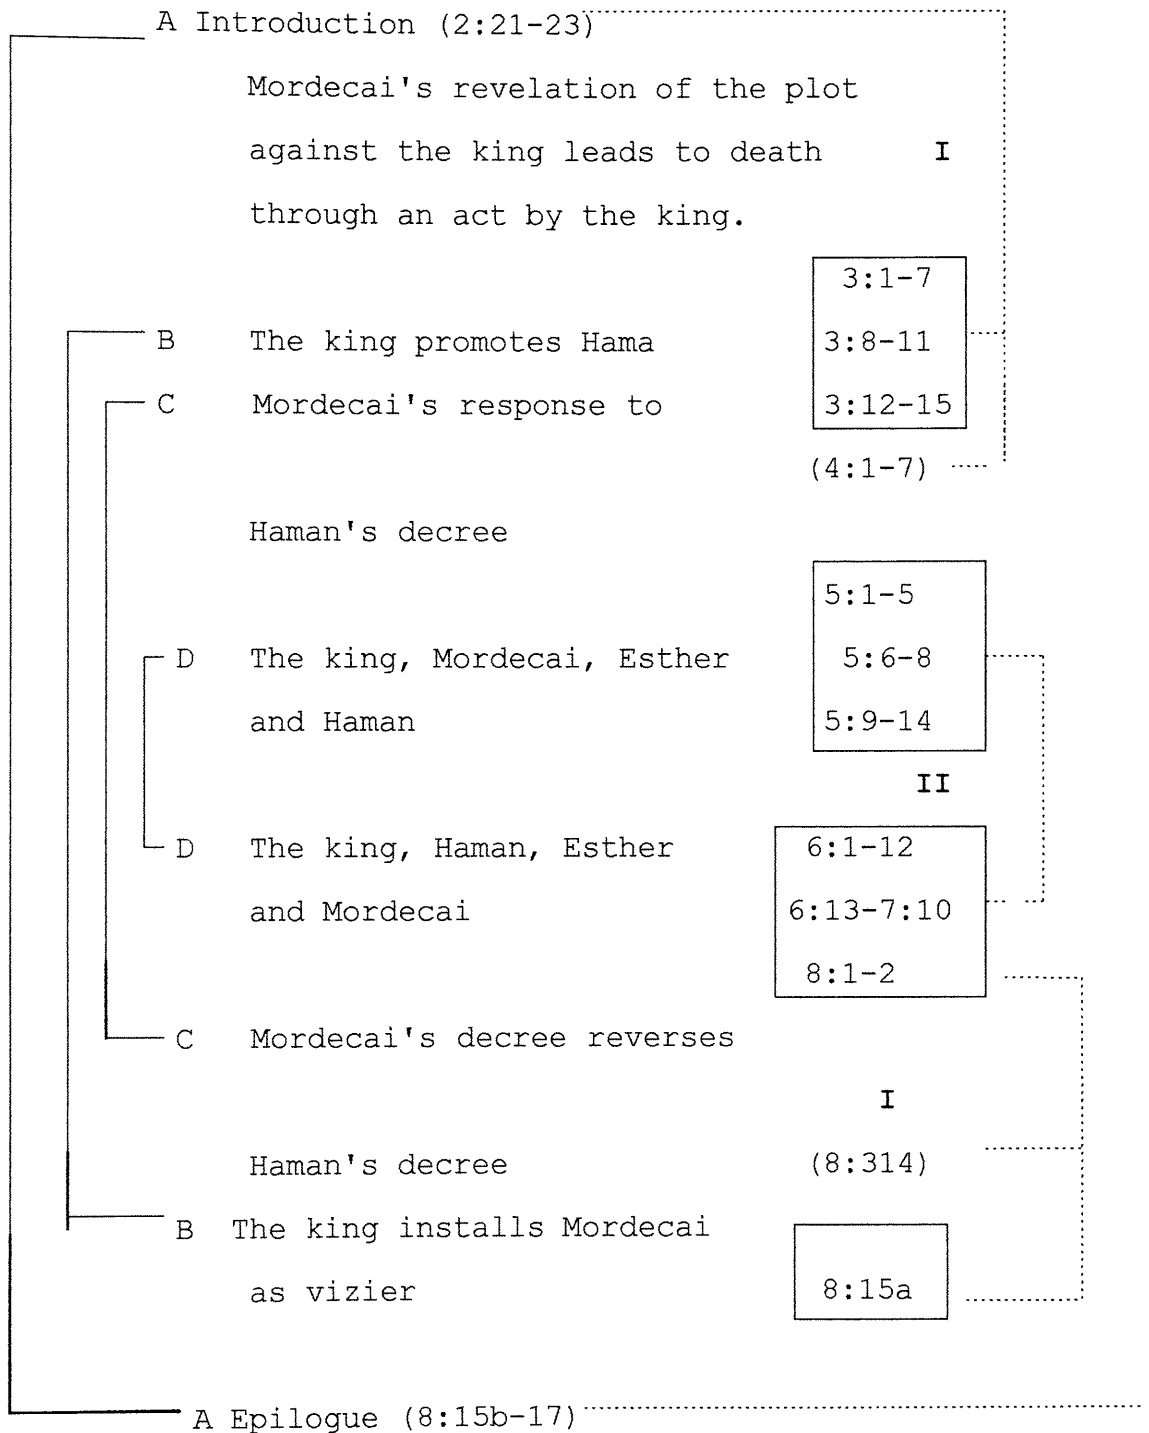 A Introduction (2:21-23)
Mordecai's revelation of the plot
against the king leads to death I
through an act by the king.
3:1-7
B The king promotes Hama 3:8-11
C Mordecai's response to 3:12-15
(4:1-7)
Haman's decree
5:1-5
D The king, Mordecai, Esther 5:6-8
and Haman 5:9-14
II
D The king, Haman, Esther 6:1-12
and Mordecai 6:13-7:10
8:1-2
C Mordecai's decree reverses
I
Haman's decree (8:314)
B The king installs Mordecai
as vizier 8:15a
A Epilogue (8:15b-17)